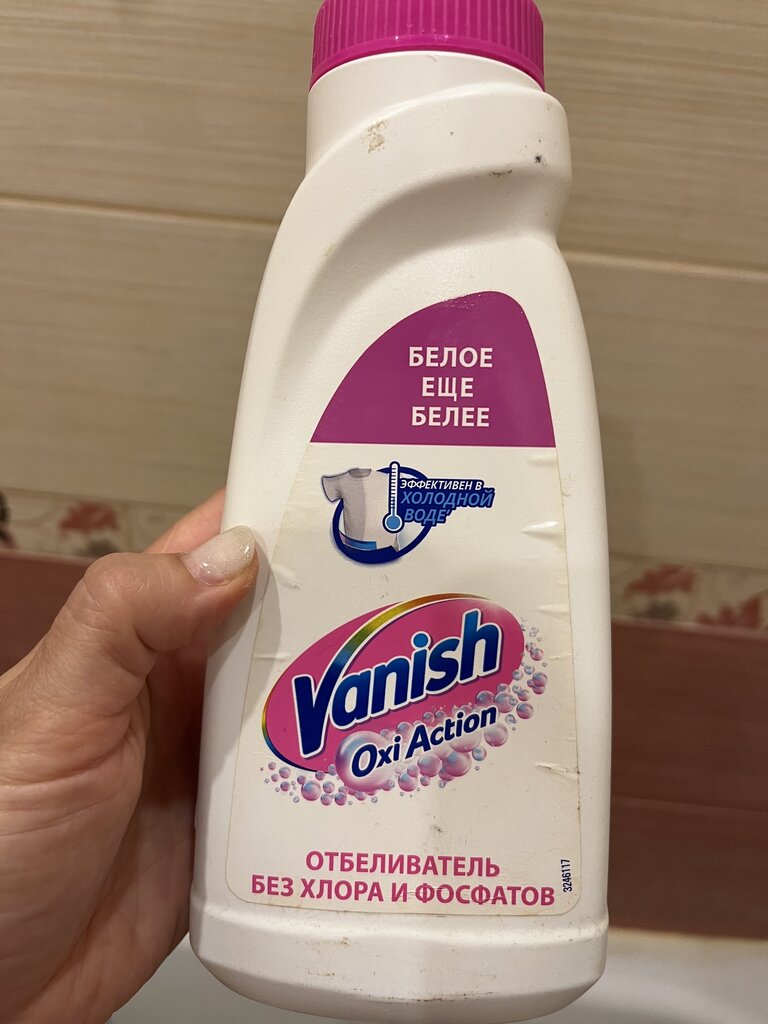 БЕЛОЕ
ЕЩЕ
БЕЛЕЕ
ЭФФЕКТИВЕН В
ХОЛОДНОЙ
ВОДЕ
Vanish
Oxi Action
ОТБЕЛИВАТЕЛЬ
БЕЗ ХЛОРА И ФОСФАТОВ
3246117